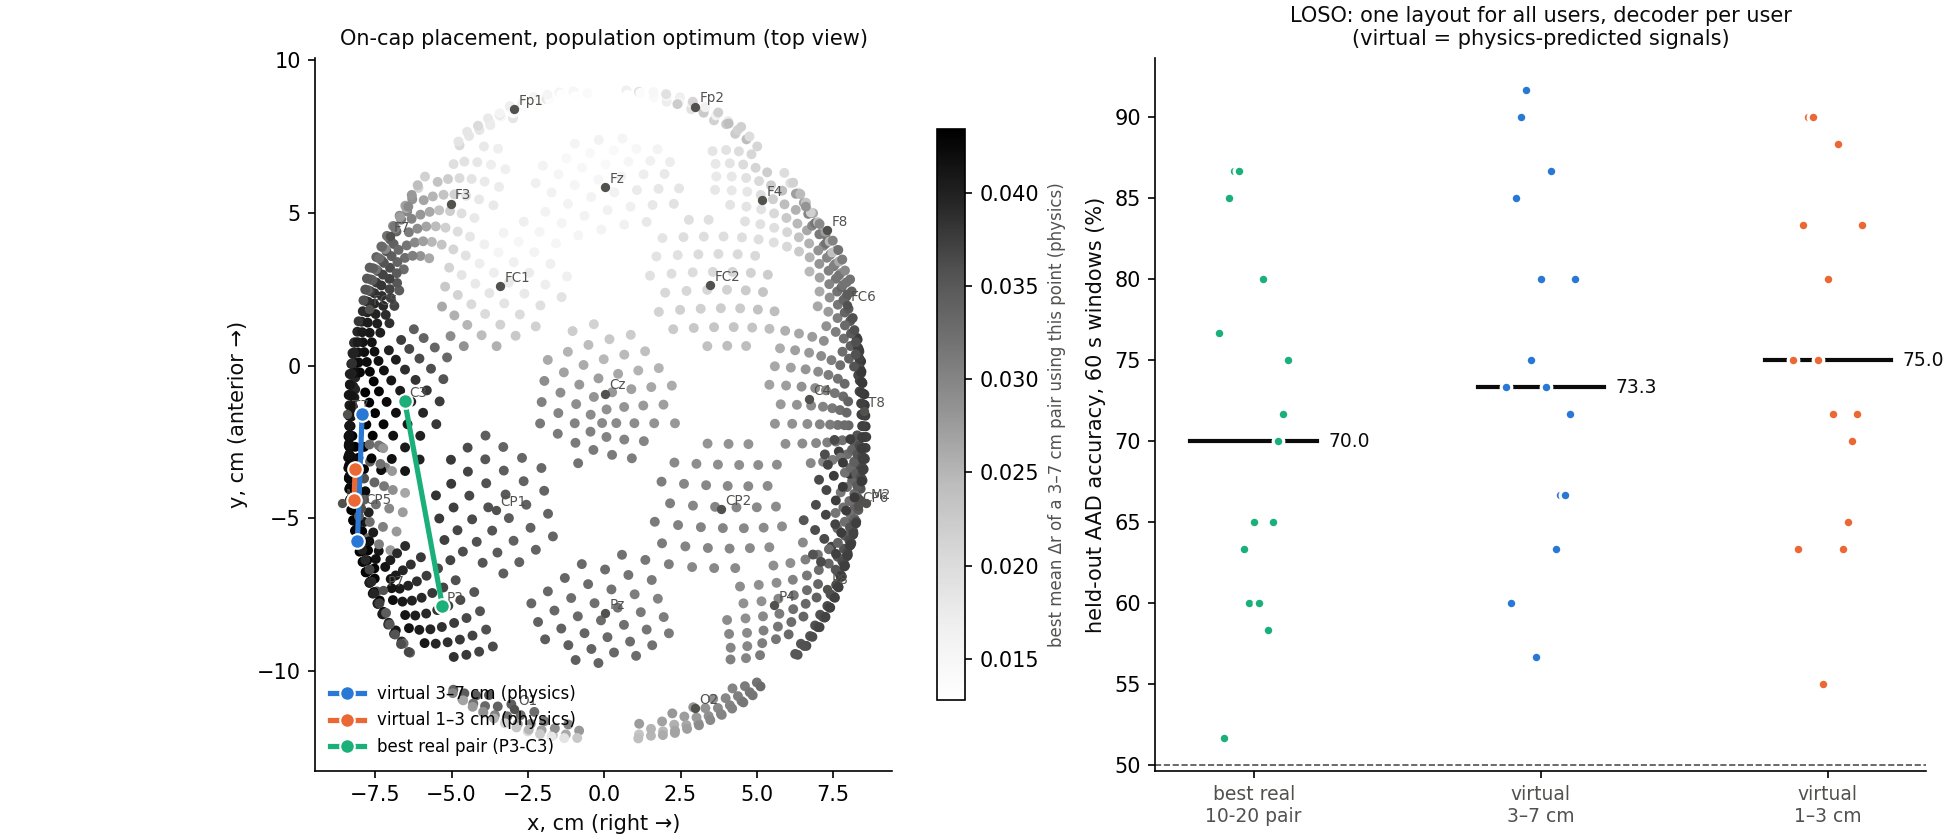 On-cap placement, population optimum (top view)
10
5
0
−5
−10
y, cm (anterior →)
Fp1
Fp2
Fz
F3
F4
F7
F8
FC1
FC2
FC6
C3
Cz
C4
T8
CP5
CP1
CP2
CP6
M2
P7
P3
Pz
P4
O1
O2
virtual 3–7 cm (physics)
virtual 1–3 cm (physics)
best real pair (P3-C3)
−7.5
−5.0
−2.5
0.0
2.5
5.0
7.5
x, cm (right →)
0.040
0.035
0.030
0.025
0.020
0.015
best mean Δr of a 3–7 cm pair using this point (physics)
LOSO: one layout for all users, decoder per user
(virtual = physics-predicted signals)
held-out AAD accuracy, 60 s windows (%)
90
85
80
75
70
65
60
55
50
70.0
73.3
75.0
best real
10-20 pair
virtual
3–7 cm
virtual
1–3 cm